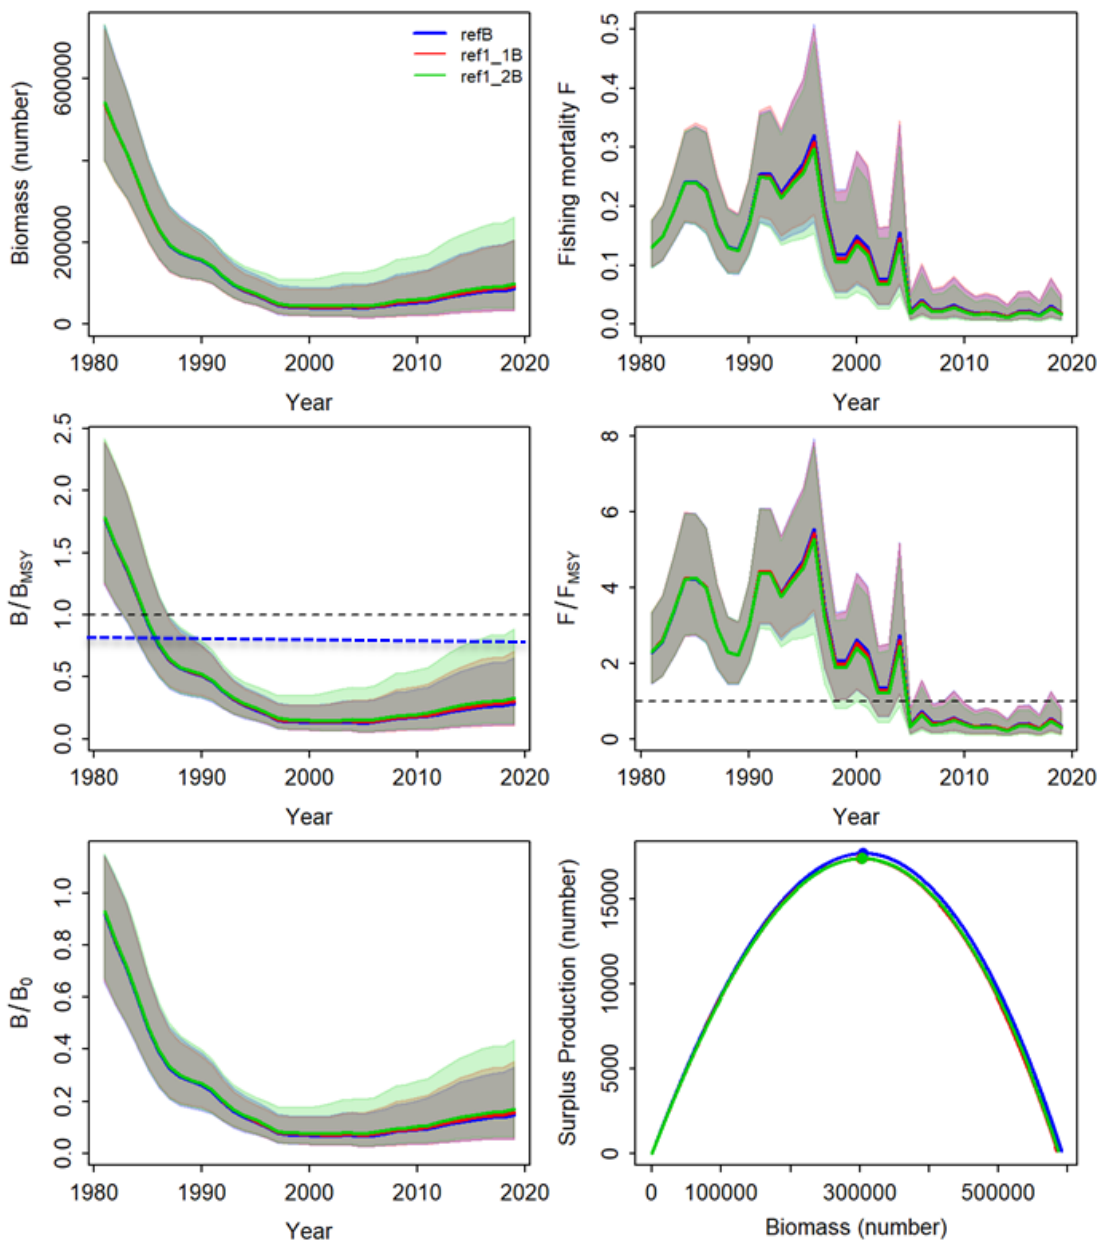 refB
ref1_1B
ref1_2B
Biomass (number)
0
200000
600000
1980 1990 2000 2010 2020
Year
Fishing mortality F
0.0 0.1 0.2 0.3 0.4 0.5
1980 1990 2000 2010 2020
Year
B/BMSY
0.0 0.5 1.0 1.5 2.0 2.5
1980 1990 2000 2010 2020
Year
F/FMSY
0 2 4 6 8
1980 1990 2000 2010 2020
Year
B/B0
0.0 0.2 0.4 0.6 0.8 1.0
1980 1990 2000 2010 2020
Year
Surplus Production (number)
0 5000 10000 15000
0 100000 300000 500000
Biomass (number)